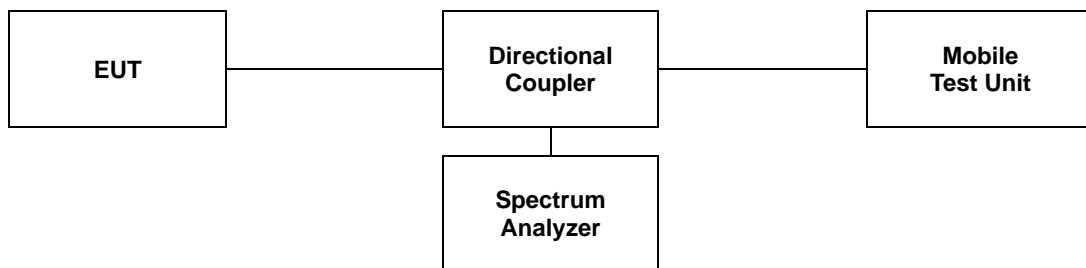 EUT
Directional
Coupler
Mobile
Test Unit
Spectrum
Analyzer